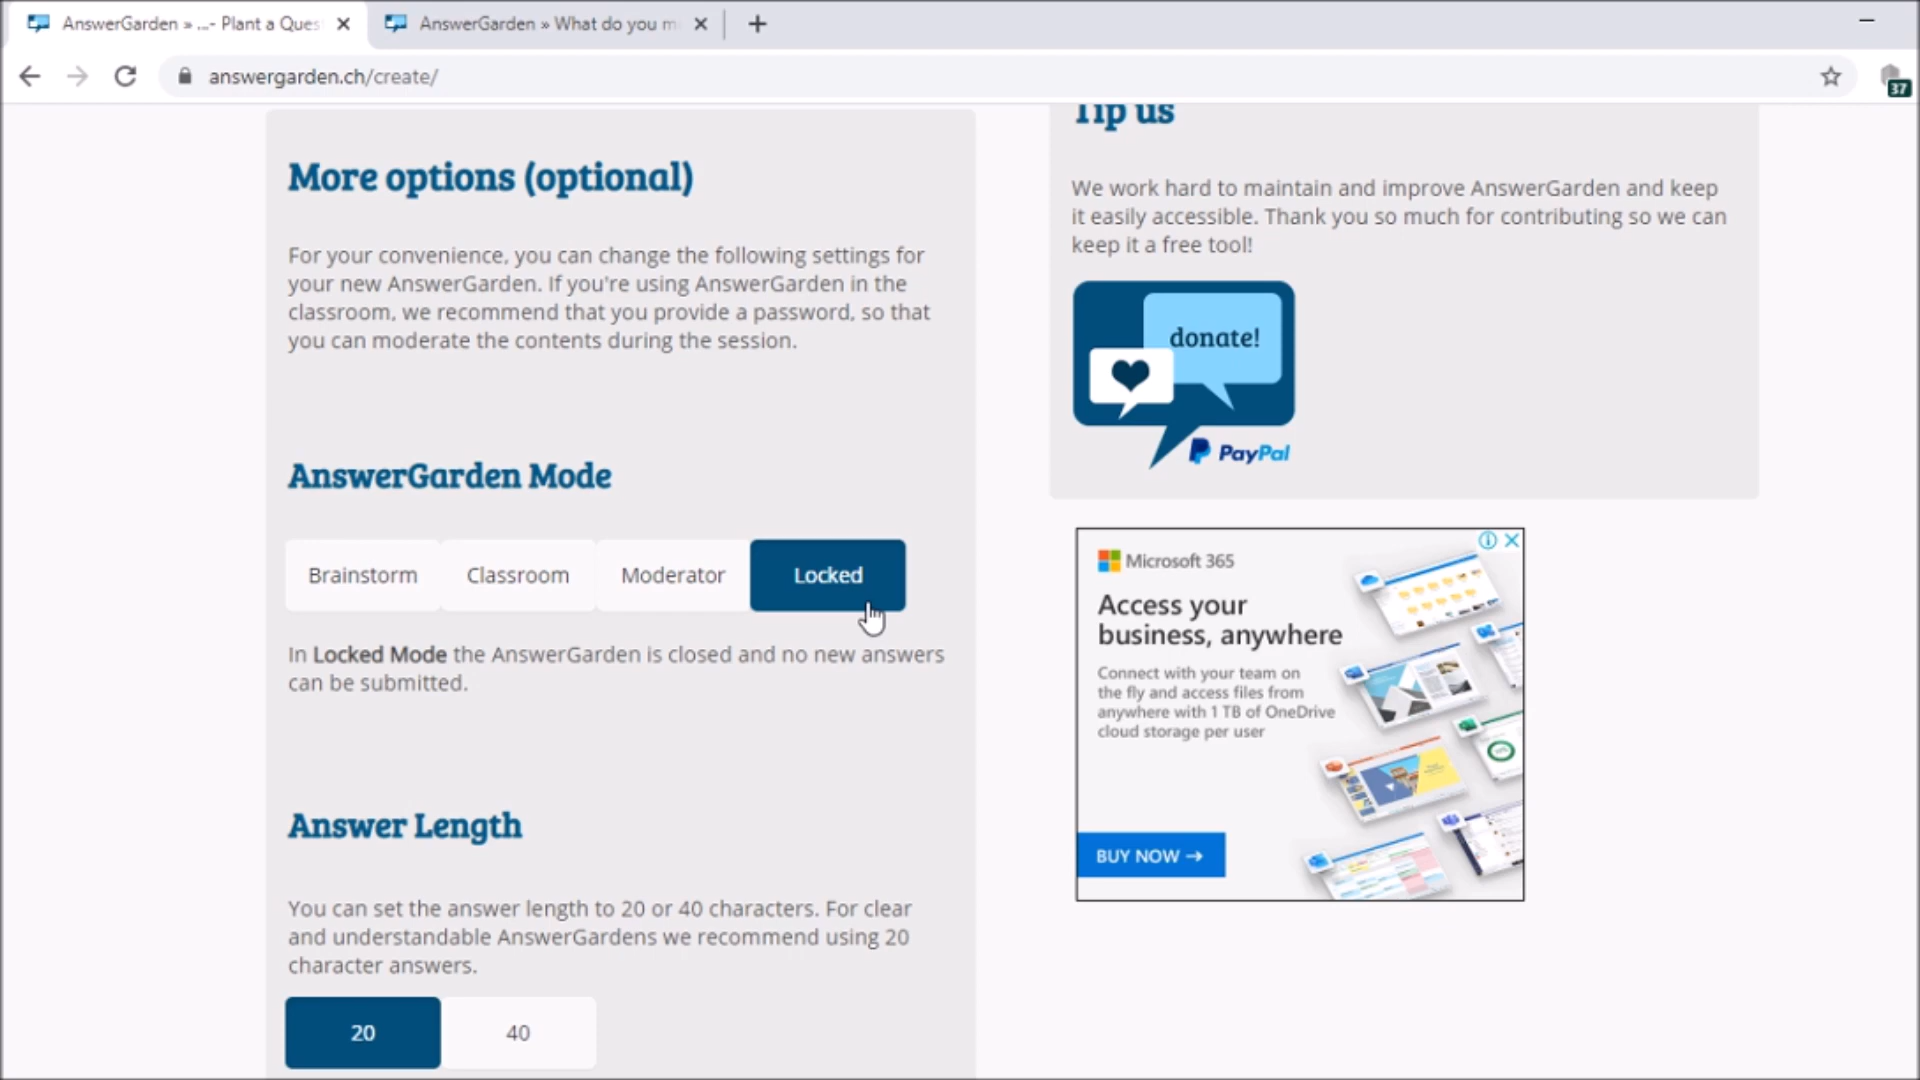 AnswerGarden » ...- Plant a Ques
AnswerGarden » What do you m
answergarden.ch/create/
37
More options (optional)
For your convenience, you can change the following settings for
your new AnswerGarden. If you're using AnswerGarden in the
classroom, we recommend that you provide a password, so that
you can moderate the contents during the session.
AnswerGarden Mode
Brainstorm
Classroom
Moderator
Locked
In Locked Mode the AnswerGarden is closed and no new answers
can be submitted.
Answer Length
You can set the answer length to 20 or 40 characters. For clear
and understandable AnswerGardens we recommend using 20
character answers.
20
40
Tip us
We work hard to maintain and improve AnswerGarden and keep
it easily accessible. Thank you so much for contributing so we can
keep it a free tool!
donate!
PayPal
Microsoft 365
Access your
business, anywhere
Connect with your team on
the fly and access files from
anywhere with 1 TB of OneDrive
cloud storage per user
BUY NOW →